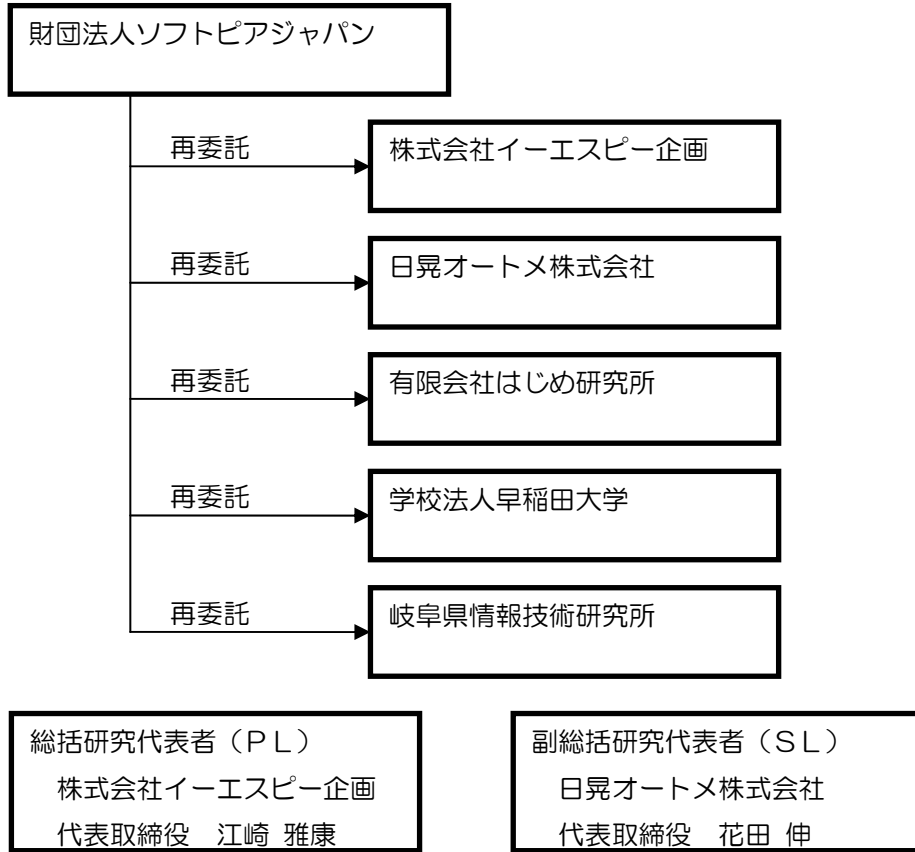 財団法人ソフトピアジャパン
再委託
株式会社イーエスピー企画
再委託
日晃オートメ株式会社
再委託
有限会社はじめ研究所
再委託
学校法人早稲田大学
再委託
岐阜県情報技術研究所
総括研究代表者（ＰＬ）
株式会社イーエスピー企画
代表取締役　江崎 雅康
副総括研究代表者（ＳＬ）
日晃オートメ株式会社
代表取締役　花田 伸